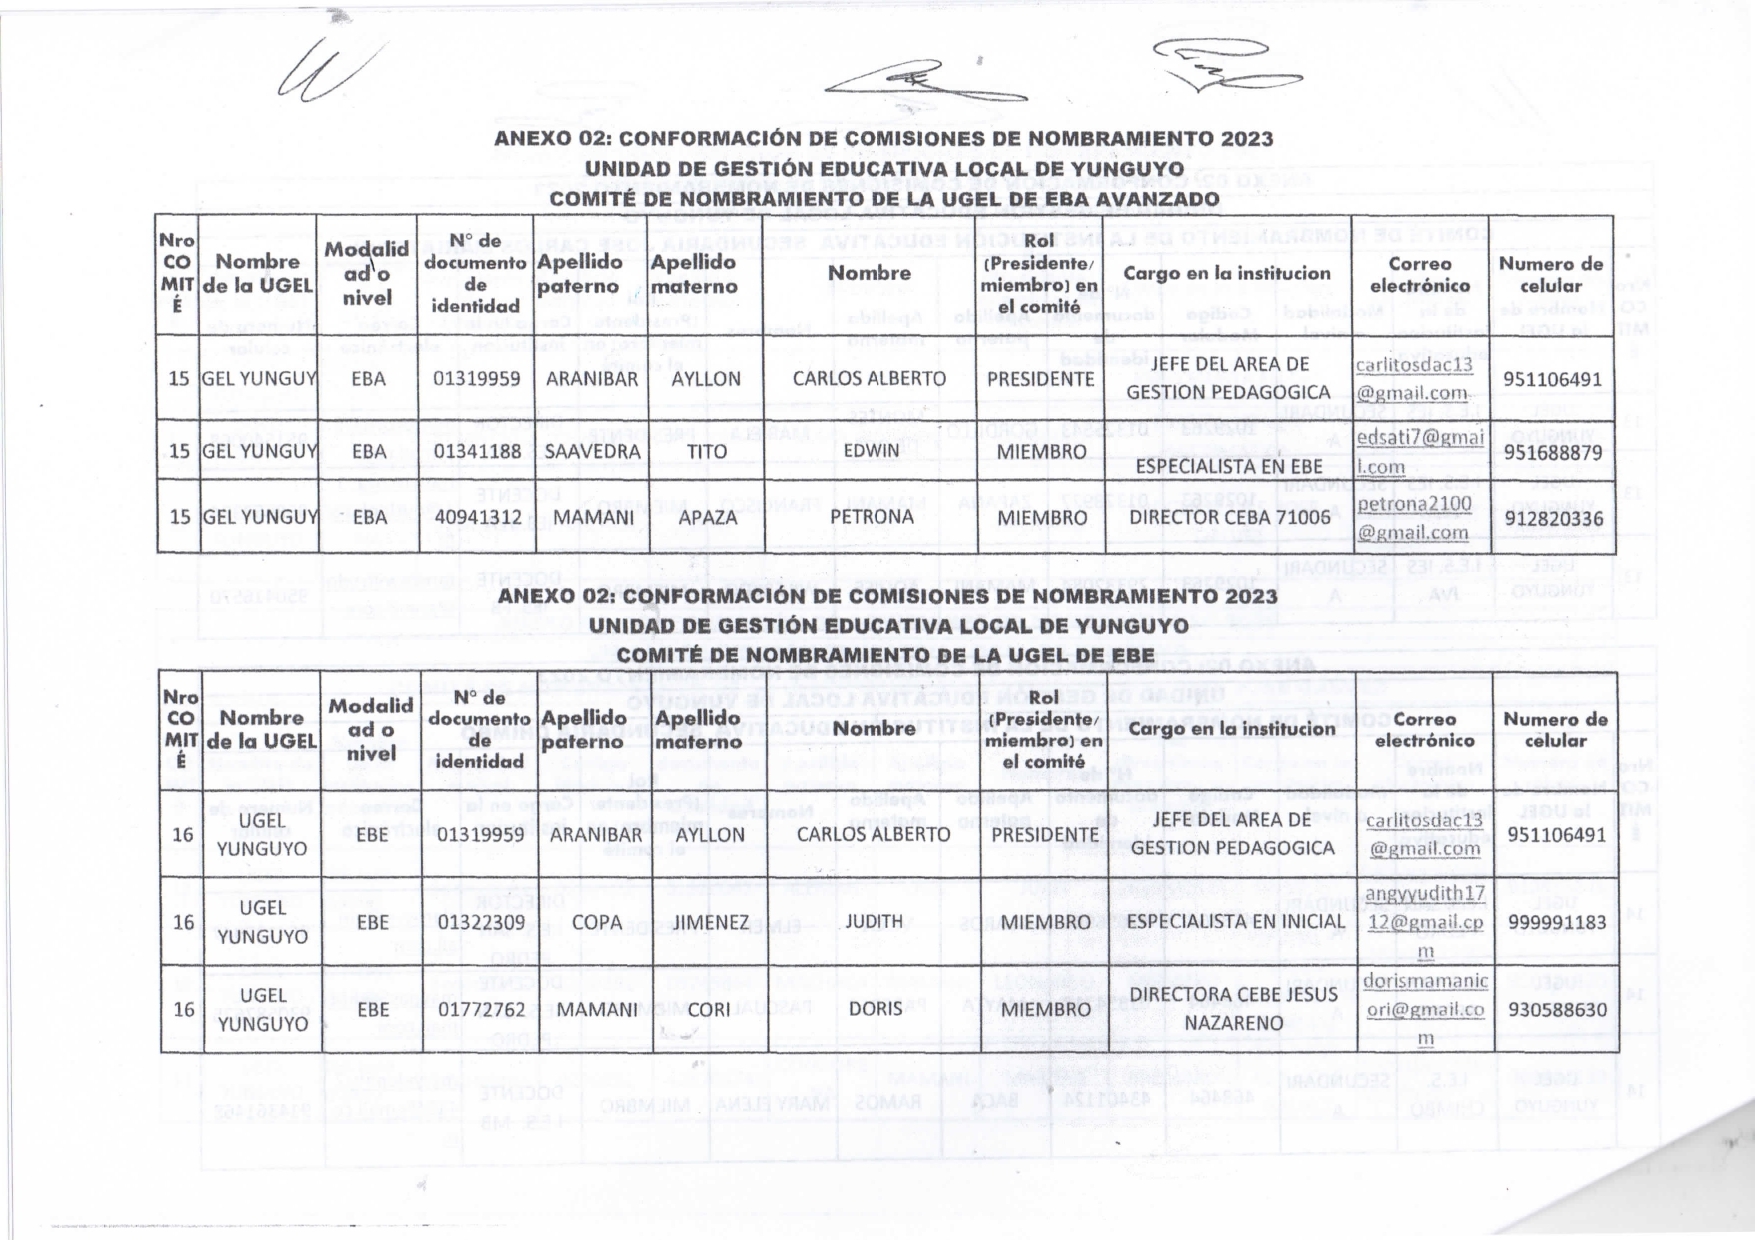 ANEXO 02: CONFORMACIÓN DE COMISIONES DE NOMBRAMIENTO 2023
UNIDAD DE GESTIÓN EDUCATIVA LOCAL DE YUNGUYO
COMITÉ DE NOMBRAMIENTO DE LA UGEL DE EBA AVANZADO
Nro COMITÉ | Nombre de la UGEL | Modalidad o nivel | N° de documento de identidad | Apellido paterno | Apellido materno | Nombre | Rol (Presidente/ miembro) en el comité | Cargo en la institucion | Correo electrónico | Numero de celular
15 | GEL YUNGUY | EBA | 01319959 | ARANIBAR | AYLLON | CARLOS ALBERTO | PRESIDENTE | JEFE DEL AREA DE GESTION PEDAGOGICA | carlitosdac13@gmail.com | 951106491
15 | GEL YUNGUY | EBA | 01341188 | SAAVEDRA | TITO | EDWIN | MIEMBRO | ESPECIALISTA EN EBE | edsati7@gmail.com | 951688879
15 | GEL YUNGUY | EBA | 40941312 | MAMANI | APAZA | PETRONA | MIEMBRO | DIRECTOR CEBA 71006 | petrona2100@gmail.com | 912820336
ANEXO 02: CONFORMACIÓN DE COMISIONES DE NOMBRAMIENTO 2023
UNIDAD DE GESTIÓN EDUCATIVA LOCAL DE YUNGUYO
COMITÉ DE NOMBRAMIENTO DE LA UGEL DE EBE
Nro COMITÉ | Nombre de la UGEL | Modalidad o nivel | N° de documento de identidad | Apellido paterno | Apellido materno | Nombre | Rol (Presidente/ miembro) en el comité | Cargo en la institucion | Correo electrónico | Numero de celular
16 | UGEL YUNGUYO | EBE | 01319959 | ARANIBAR | AYLLON | CARLOS ALBERTO | PRESIDENTE | JEFE DEL AREA DE GESTION PEDAGOGICA | carlitosdac13@gmail.com | 951106491
16 | UGEL YUNGUYO | EBE | 01322309 | COPA | JIMENEZ | JUDITH | MIEMBRO | ESPECIALISTA EN INICIAL | angyyudith1712@gmail.cpm | 999991183
16 | UGEL YUNGUYO | EBE | 01772762 | MAMANI | CORI | DORIS | MIEMBRO | DIRECTORA CEBE JESUS NAZARENO | dorismamanicori@gmail.com | 930588630